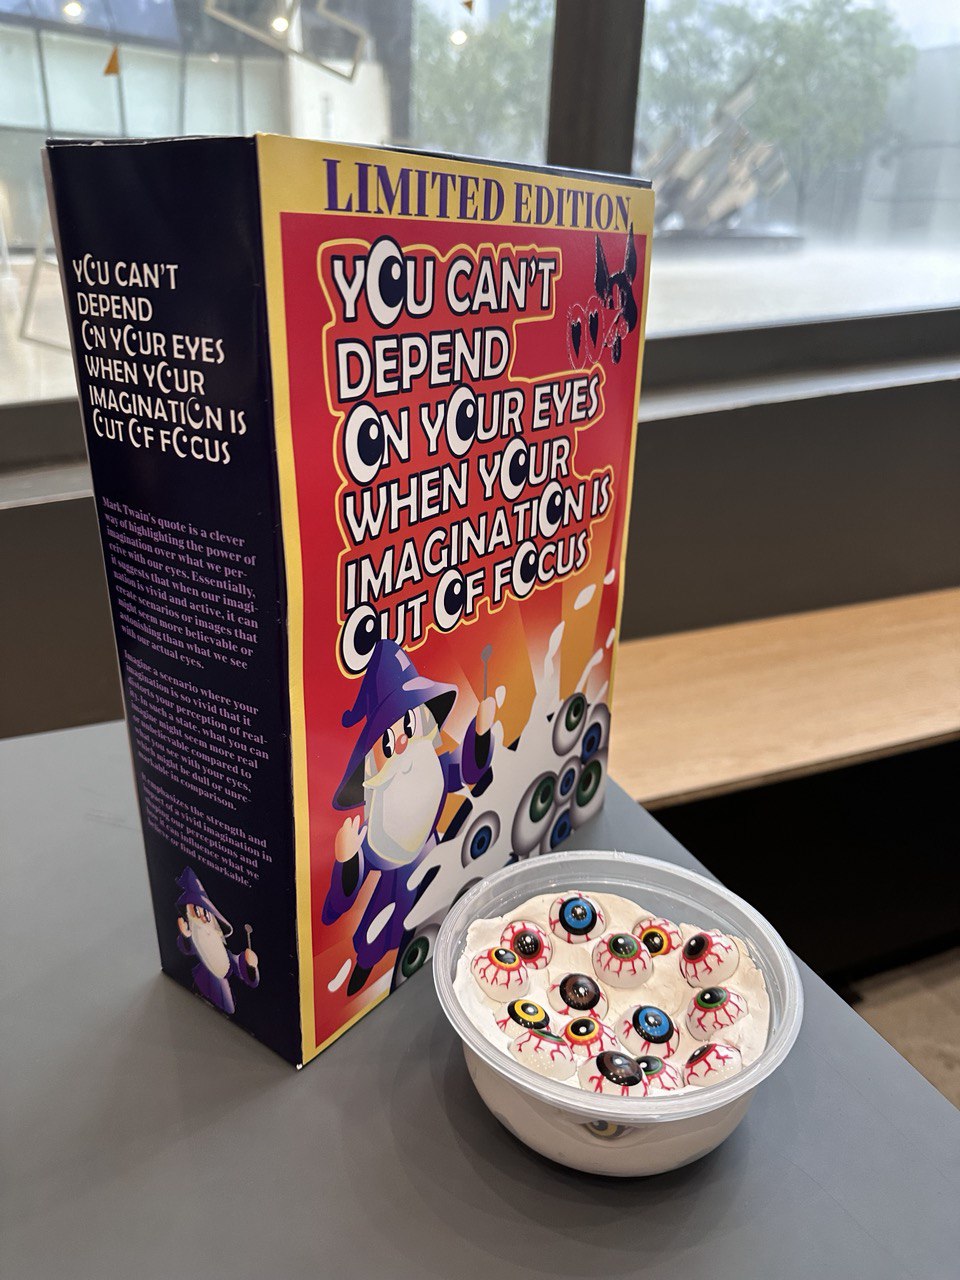 YOU CAN'T
DEPEND
ON YOUR EYES
WHEN YOUR
IMAGINATION IS
OUT OF FOCUS
Mark Twain's quote is a clever
way of highlighting the power of
imagination over what we per-
ceive with our eyes. Essentially,
it suggests that when our imagi-
nation is vivid and active, it can
create scenarios or images that
might seem more believable or
astonishing than what we see
with our actual eyes.
Imagine a scenario where your
imagination is so vivid that it
distorts your perception of real-
ity. In such a state, what you can
imagine might seem more real
or unbelievable compared to
what you see with your eyes,
which might be dull or unre-
markable in comparison.
It emphasizes the strength and
impact of a vivid imagination in
shaping our perceptions and
how it can influence what we
believe or find remarkable.
LIMITED EDITION
YOU CAN'T
DEPEND
ON YOUR EYES
WHEN YOUR
IMAGINATION IS
OUT OF FOCUS